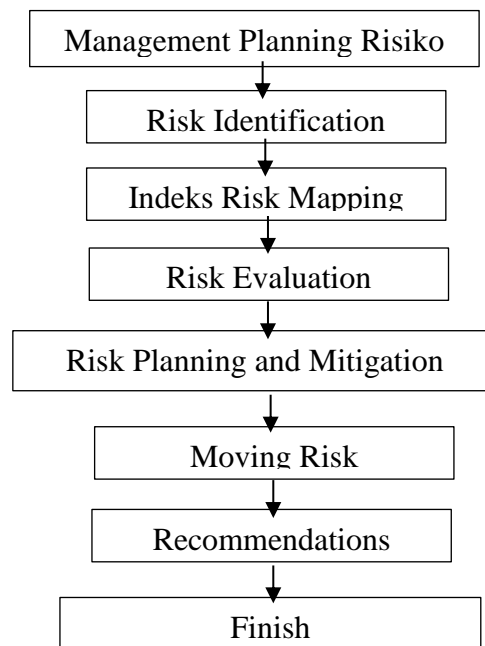 Management Planning Risiko
Risk Identification
Indeks Risk Mapping
Risk Evaluation
Risk Planning and Mitigation
Moving Risk
Recommendations
Finish